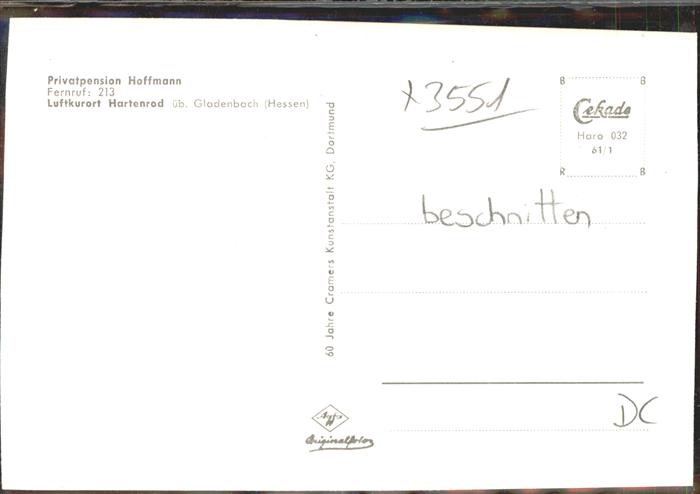 Privatpension Hoffmann
Fernruf: 213
Luftkurort Hartenrod üb. Gladenbach (Hessen)
60 Jahre Cramers Kunstanstalt KG, Dortmund
x3551
B B
Cekade
Haro 032
61/1
R B
beschnitten
DC
Agfa
Originalfoto